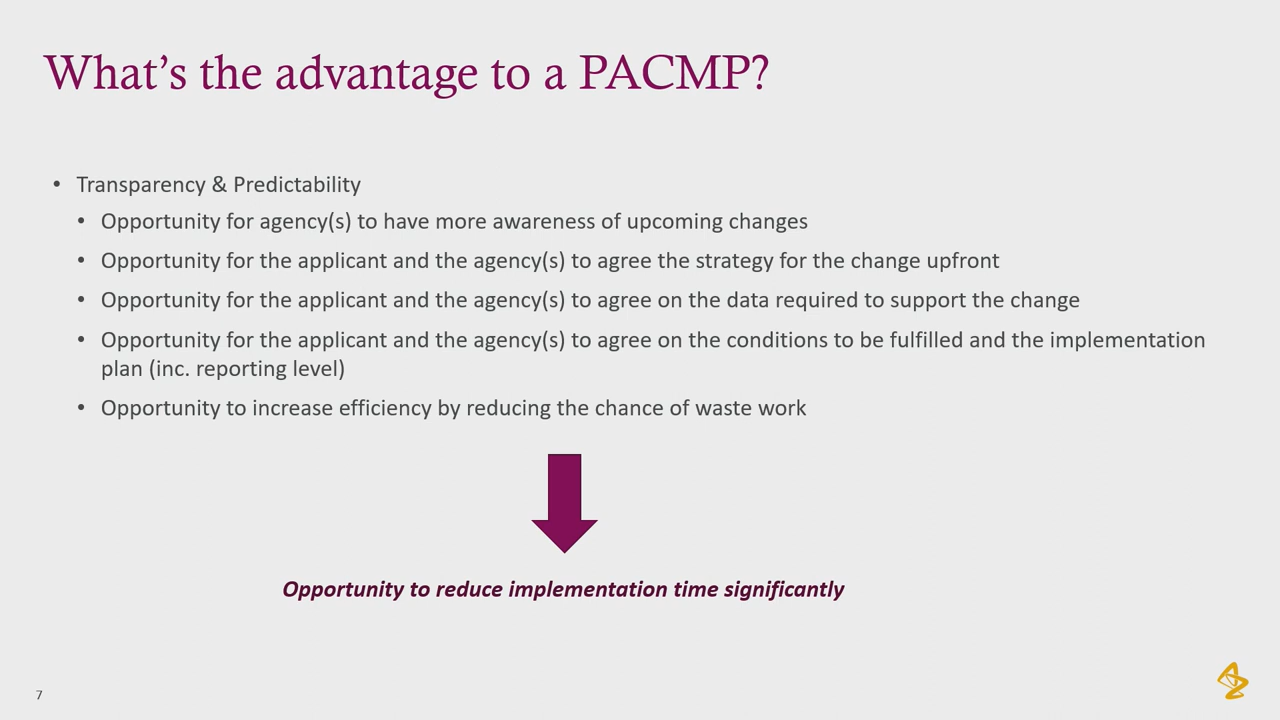 What’s the advantage to a PACMP?
• Transparency & Predictability
• Opportunity for agency(s) to have more awareness of upcoming changes
• Opportunity for the applicant and the agency(s) to agree the strategy for the change upfront
• Opportunity for the applicant and the agency(s) to agree on the data required to support the change
• Opportunity for the applicant and the agency(s) to agree on the conditions to be fulfilled and the implementation
plan (inc. reporting level)
• Opportunity to increase efficiency by reducing the chance of waste work
Opportunity to reduce implementation time significantly
7